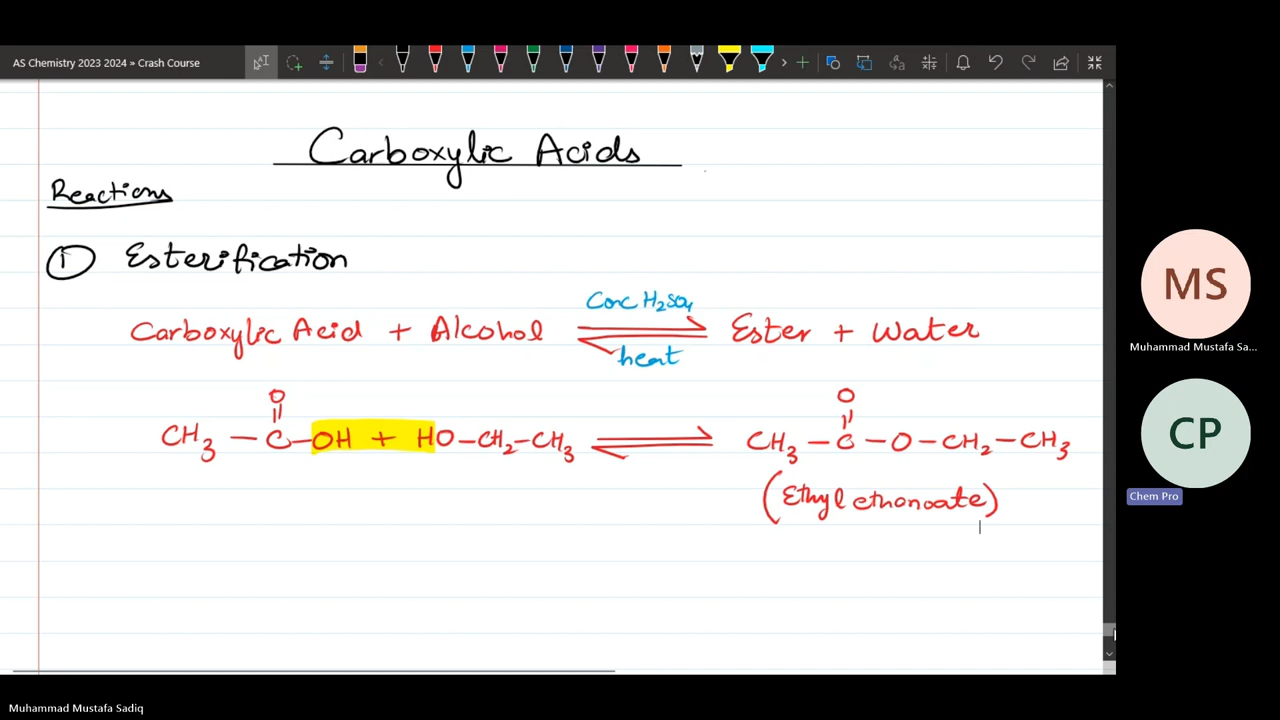 AS Chemistry 2023 2024 » Crash Course
Carboxylic Acids
Reactions
① Esterification
Carboxylic Acid + Alcohol ⇌ Ester + Water
Conc H₂SO₄
heat
O
||
CH₃ — C — OH + HO — CH₂ — CH₃ ⇌
O
||
CH₃ — C — O — CH₂ — CH₃
(Ethyl ethanoate)
MS
Muhammad Mustafa Sa...
CP
Chem Pro
Muhammad Mustafa Sadiq